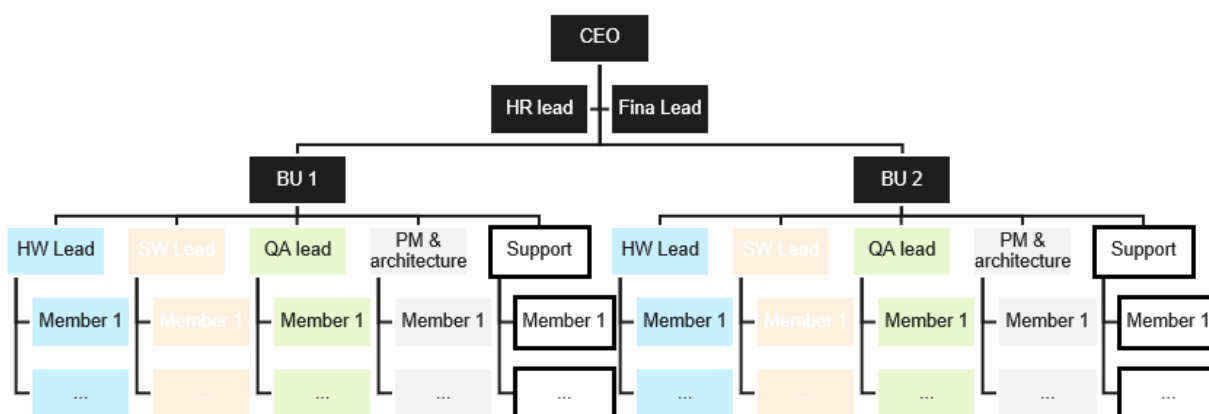 CEO
HR lead
Fina Lead
BU 1
BU 2
HW Lead
SW Lead
QA lead
PM &
architecture
Support
HW Lead
SW Lead
QA lead
PM &
architecture
Support
Member 1
Member 1
Member 1
Member 1
Member 1
Member 1
Member 1
Member 1
Member 1
Member 1
...
...
...
...
...
...
...
...
...
...